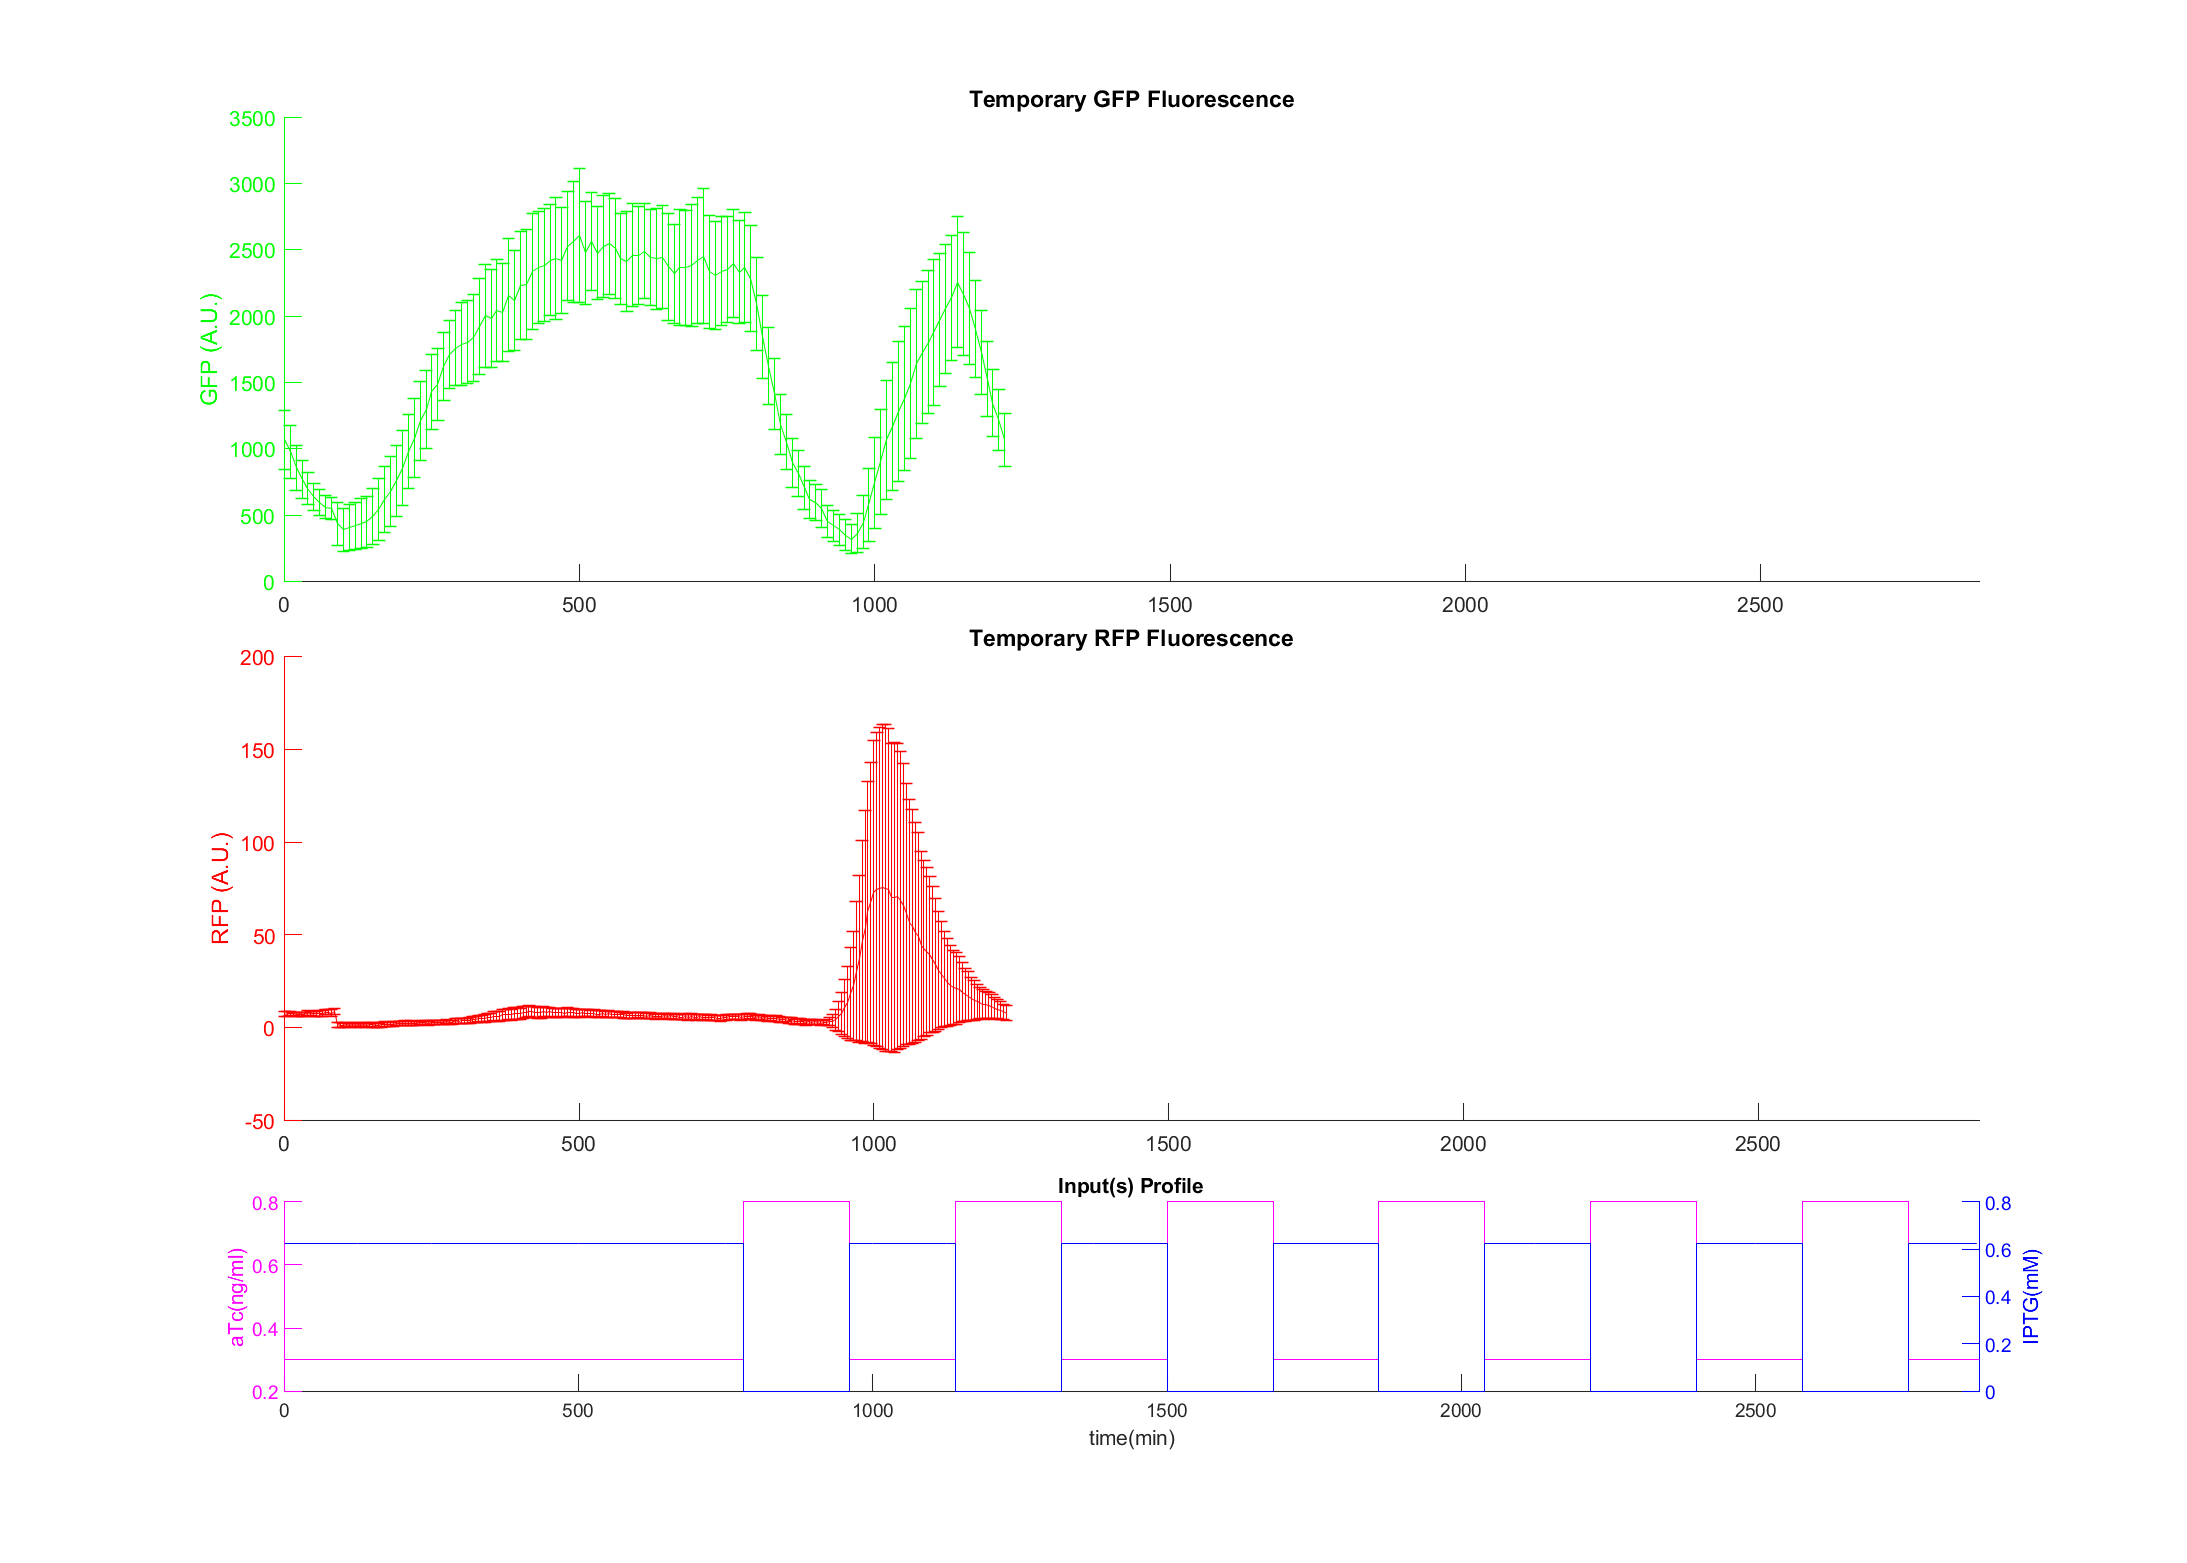 Temporary GFP Fluorescence
3500
3000
2500
2000
1500
1000
500
0
GFP (A.U.)
0 500 1000 1500 2000 2500
Temporary RFP Fluorescence
200
150
100
50
0
-50
RFP (A.U.)
0 500 1000 1500 2000 2500
Input(s) Profile
0.8
0.6
0.4
0.2
aTc(ng/ml)
0.8
0.6
0.4
0.2
0
IPTG(mM)
0 500 1000 1500 2000 2500
time(min)